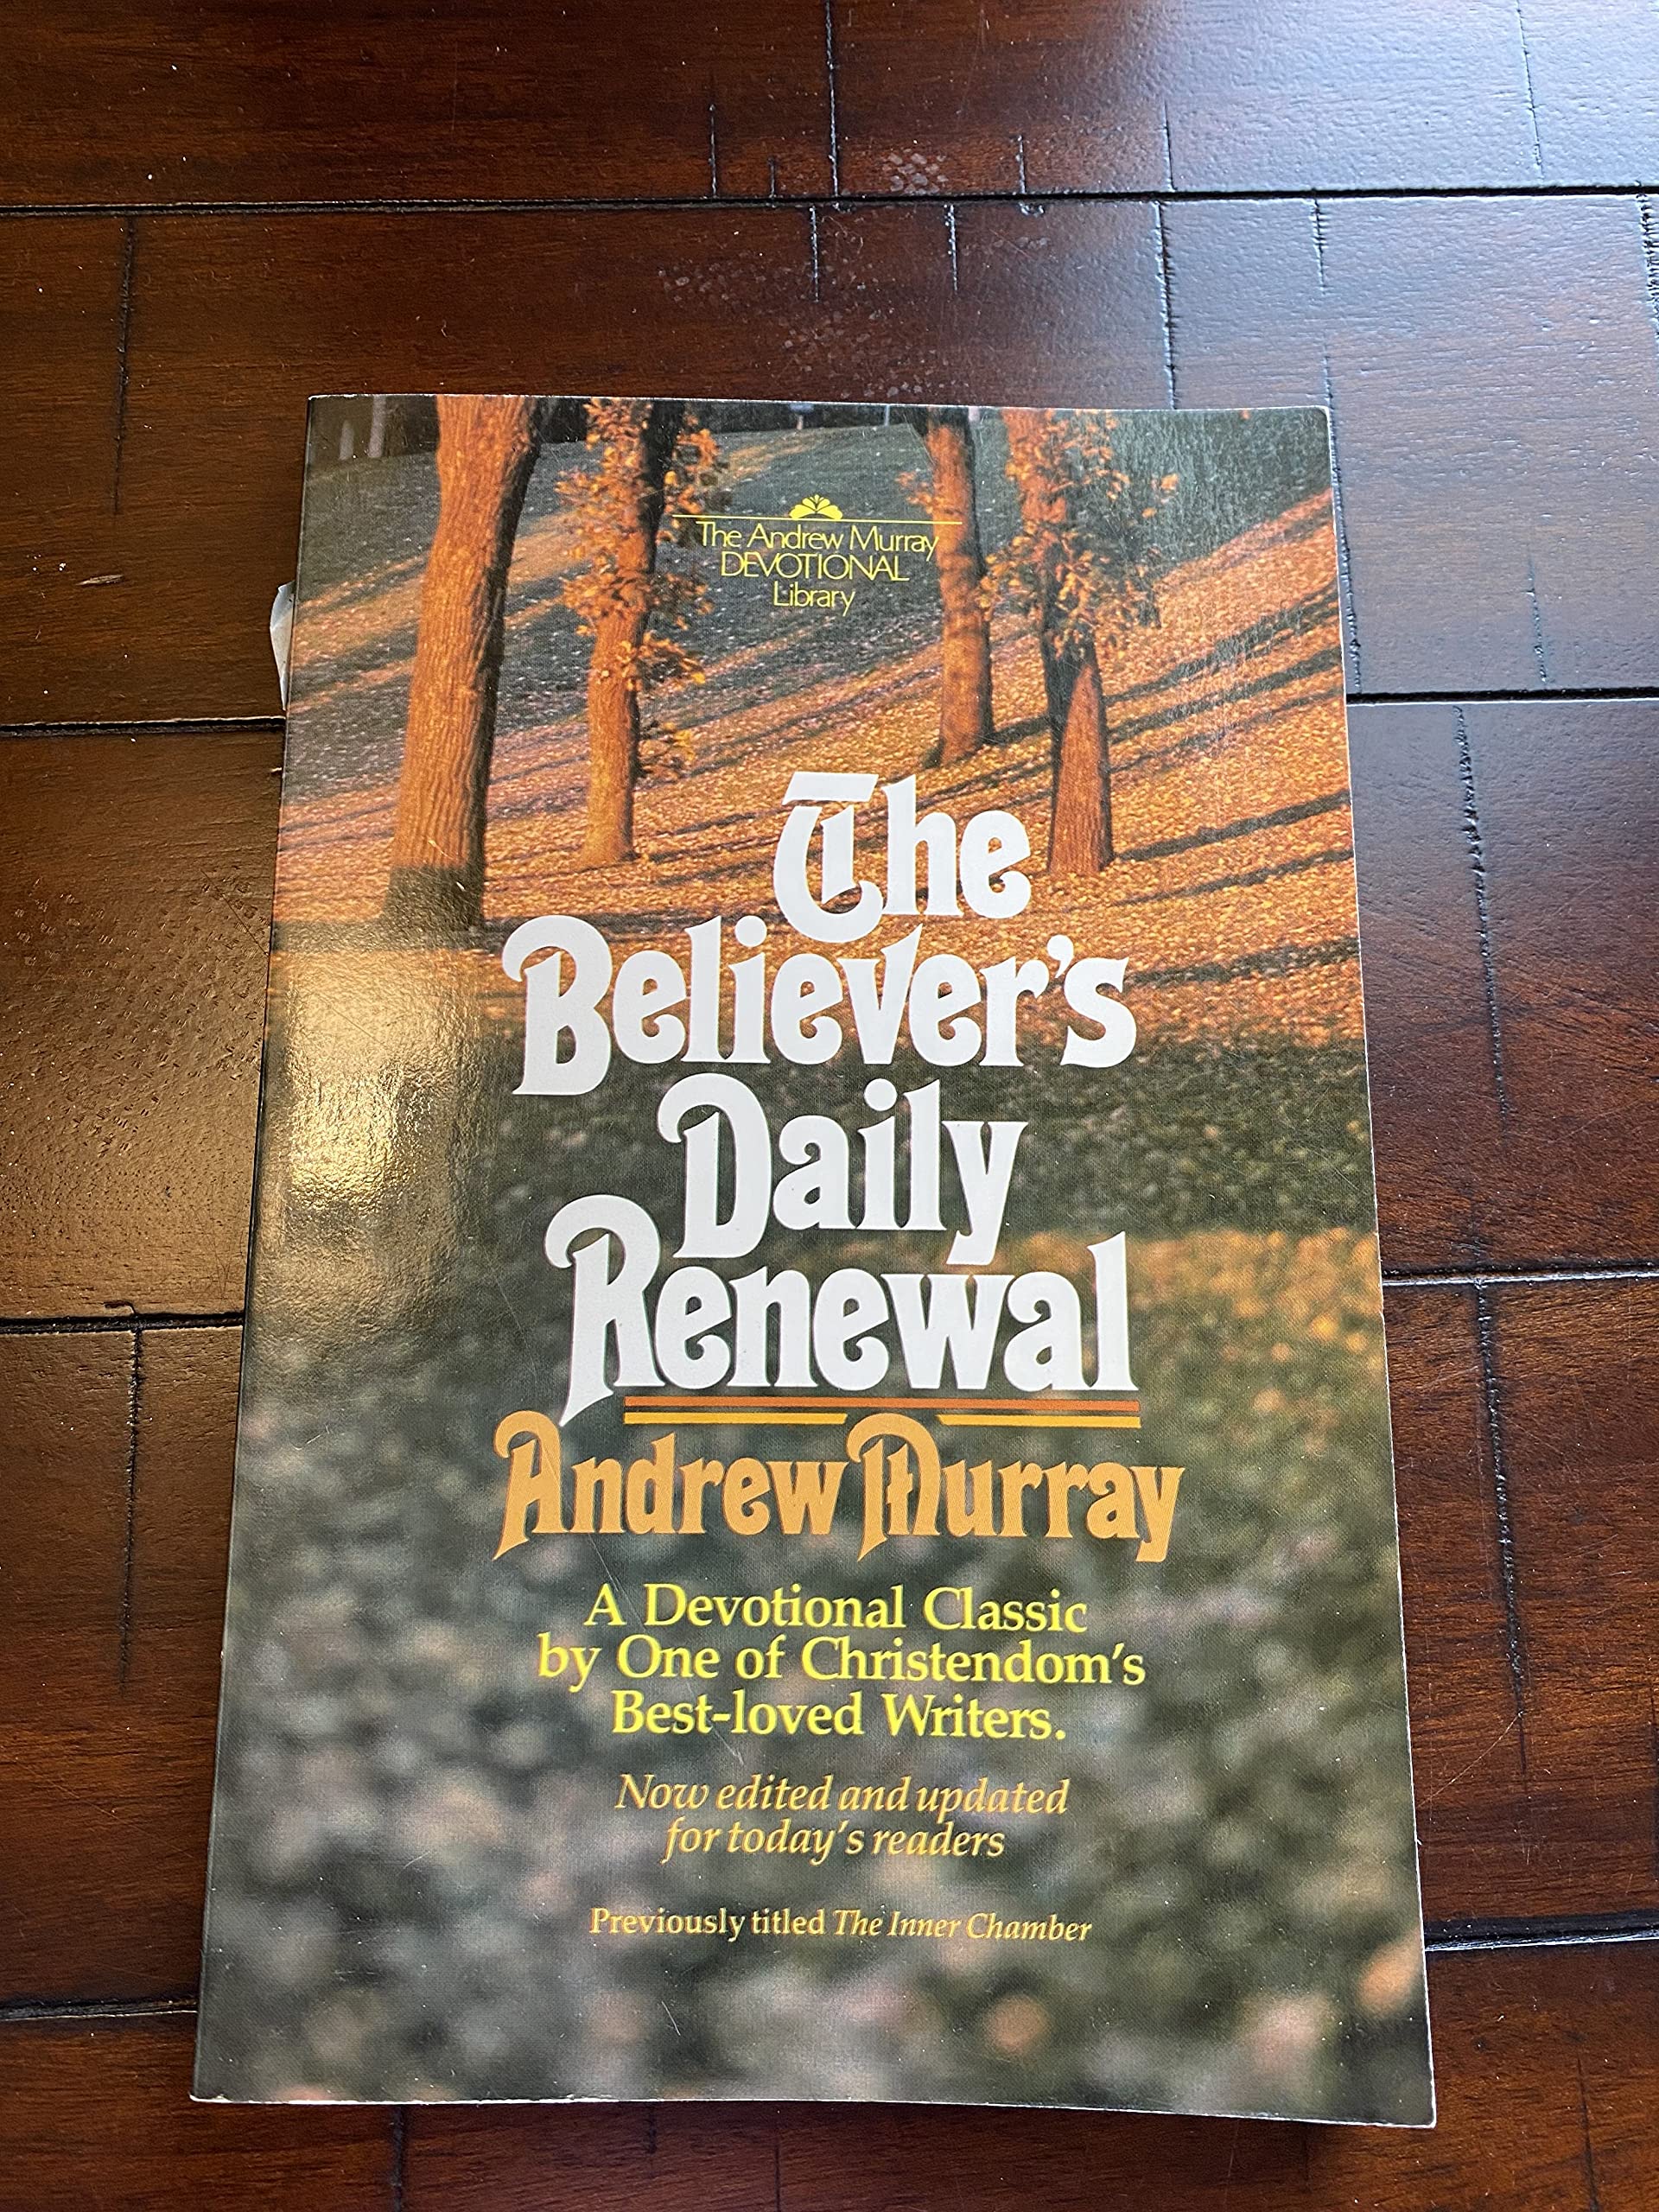 The Andrew Murray
DEVOTIONAL
Library
The
Believer's
Daily
Renewal
Andrew Murray
A Devotional Classic
by One of Christendom's
Best-loved Writers.
Now edited and updated
for today's readers
Previously titled The Inner Chamber